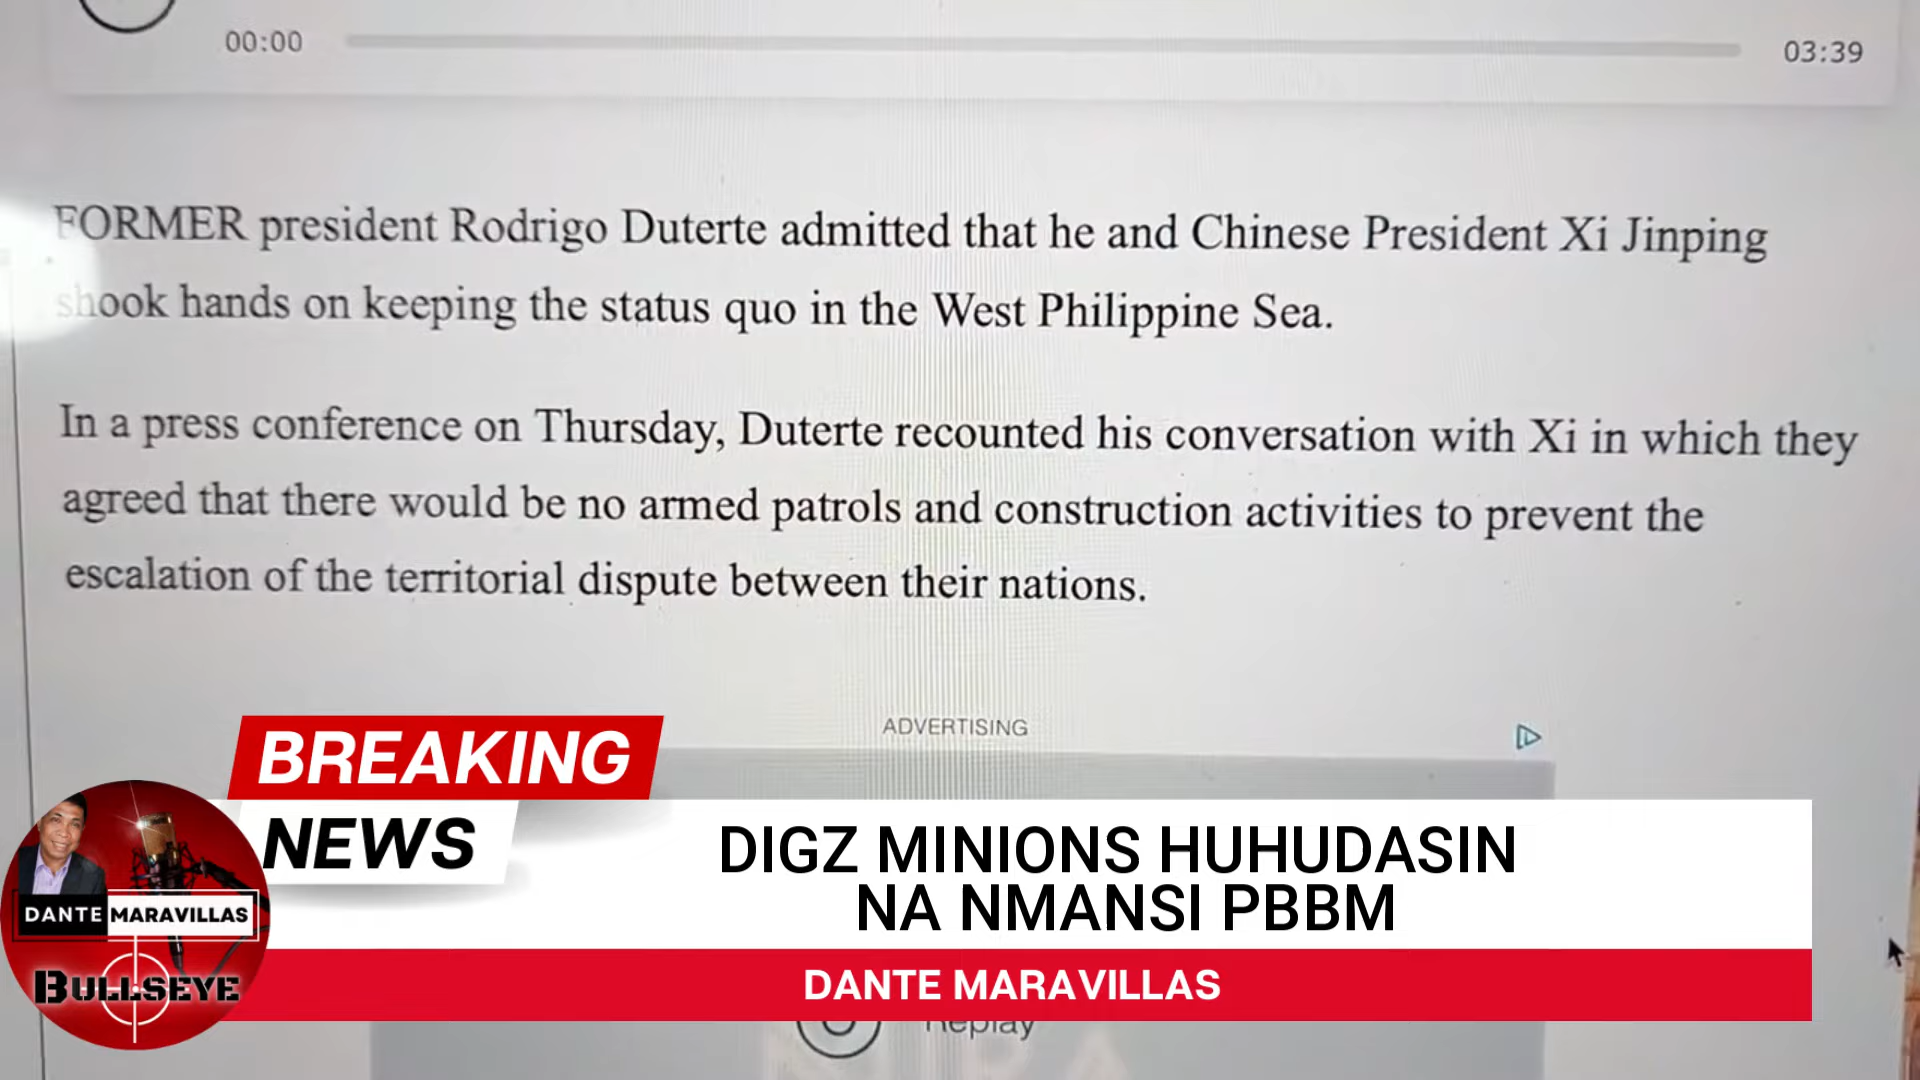 00:00
03:39
FORMER president Rodrigo Duterte admitted that he and Chinese President Xi Jinping
shook hands on keeping the status quo in the West Philippine Sea.
In a press conference on Thursday, Duterte recounted his conversation with Xi in which they
agreed that there would be no armed patrols and construction activities to prevent the
escalation of the territorial dispute between their nations.
ADVERTISING
BREAKING
NEWS
DIGZ MINIONS HUHUDASIN
NA NMANSI PBBM
DANTE MARAVILLAS
BULLSEYE
DANTE MARAVILLAS
Replay